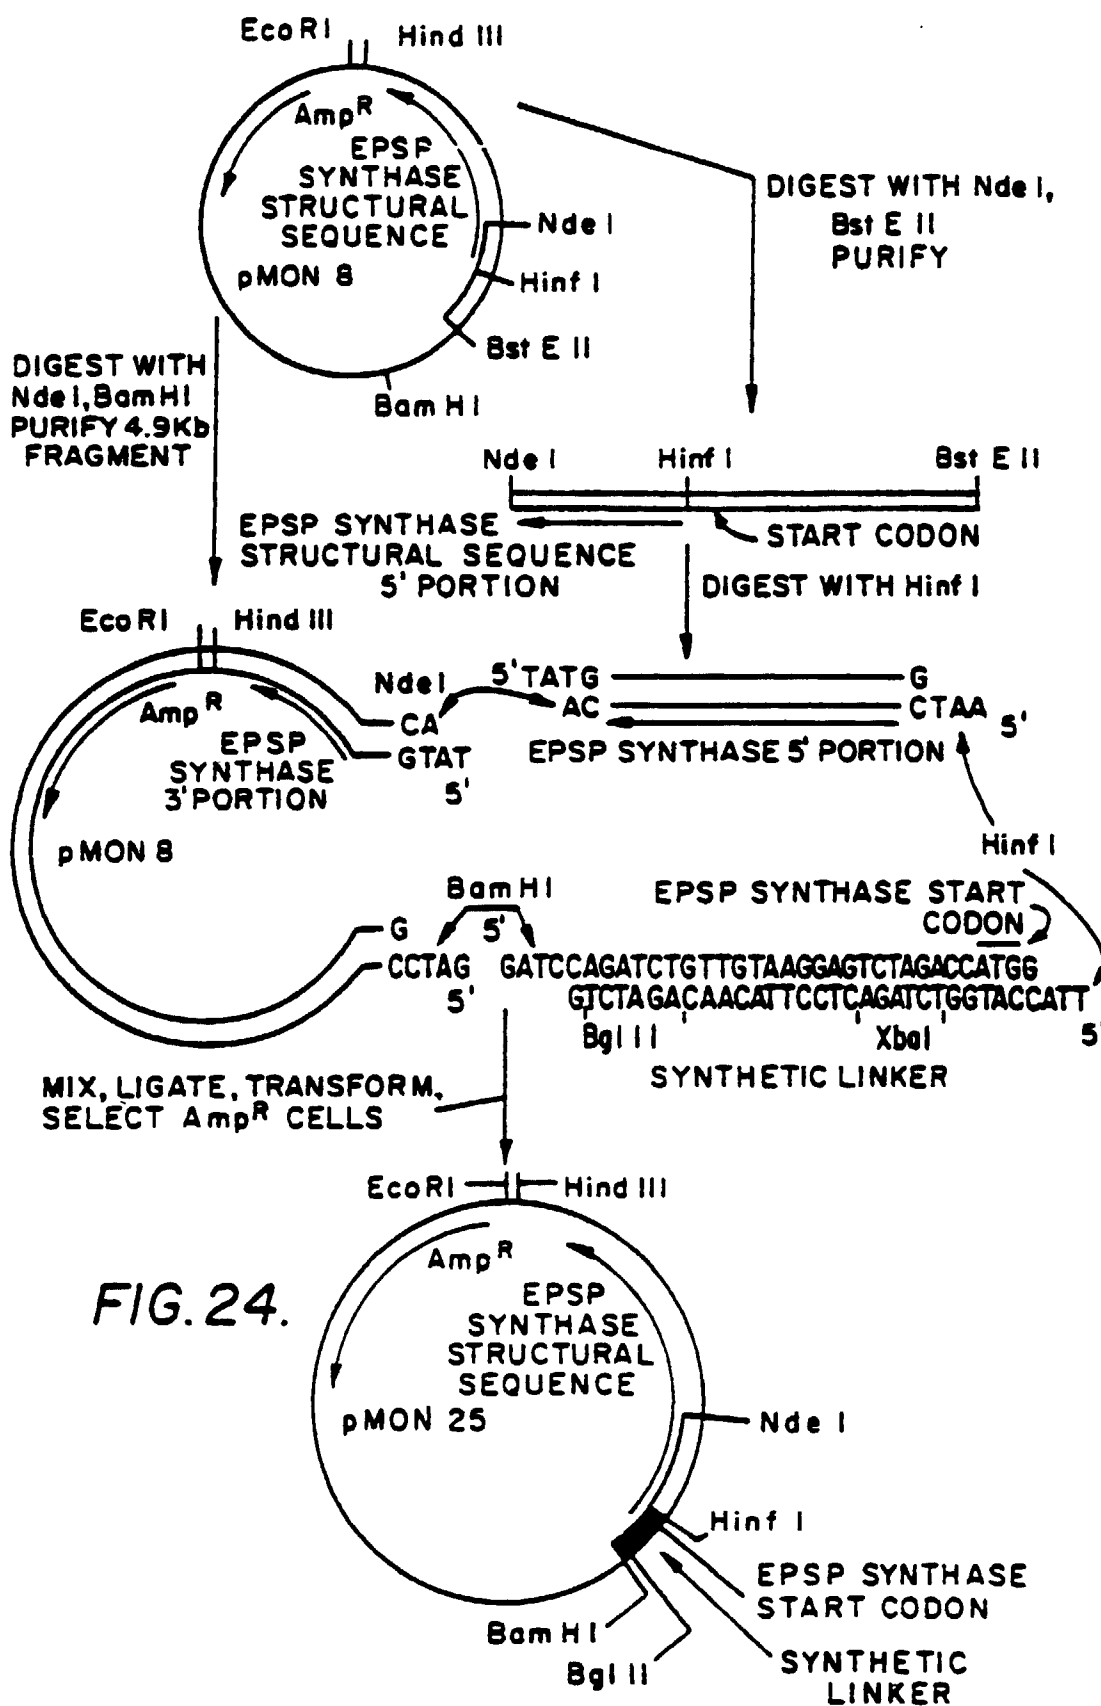 EcoRI Hind III
Amp R
EPSP
SYNTHASE
STRUCTURAL
SEQUENCE
pMON 8
Nde I
Hinf I
Bst E II
Bam HI
DIGEST WITH Nde I,
Bst E II
PURIFY
DIGEST WITH
Nde I, Bam HI
PURIFY 4.9Kb
FRAGMENT
Nde I Hinf I Bst E II
EPSP SYNTHASE
STRUCTURAL SEQUENCE
5' PORTION
START CODON
DIGEST WITH Hinf I
Eco RI Hind III
Amp R
EPSP
SYNTHASE
3' PORTION
pMON 8
Nde I
CA
GTAT
5'
5' TATG G
AC CTAA 5'
EPSP SYNTHASE 5' PORTION
Hinf I
Bam HI
EPSP SYNTHASE START
CODON
G
CCTAG
5'
5'
GATCCAGATCTGTTGTAAGGAGTCTAGACCATGG
GTCTAGACAACATTCCTCAGATCTGGTACCATT
5'
Bgl II XbaI
SYNTHETIC LINKER
MIX, LIGATE, TRANSFORM,
SELECT Amp R CELLS
Eco RI Hind III
Amp R
EPSP
SYNTHASE
STRUCTURAL
SEQUENCE
pMON 25
Nde I
Hinf I
EPSP SYNTHASE
START CODON
Bam HI
Bgl II
SYNTHETIC
LINKER
FIG. 24.